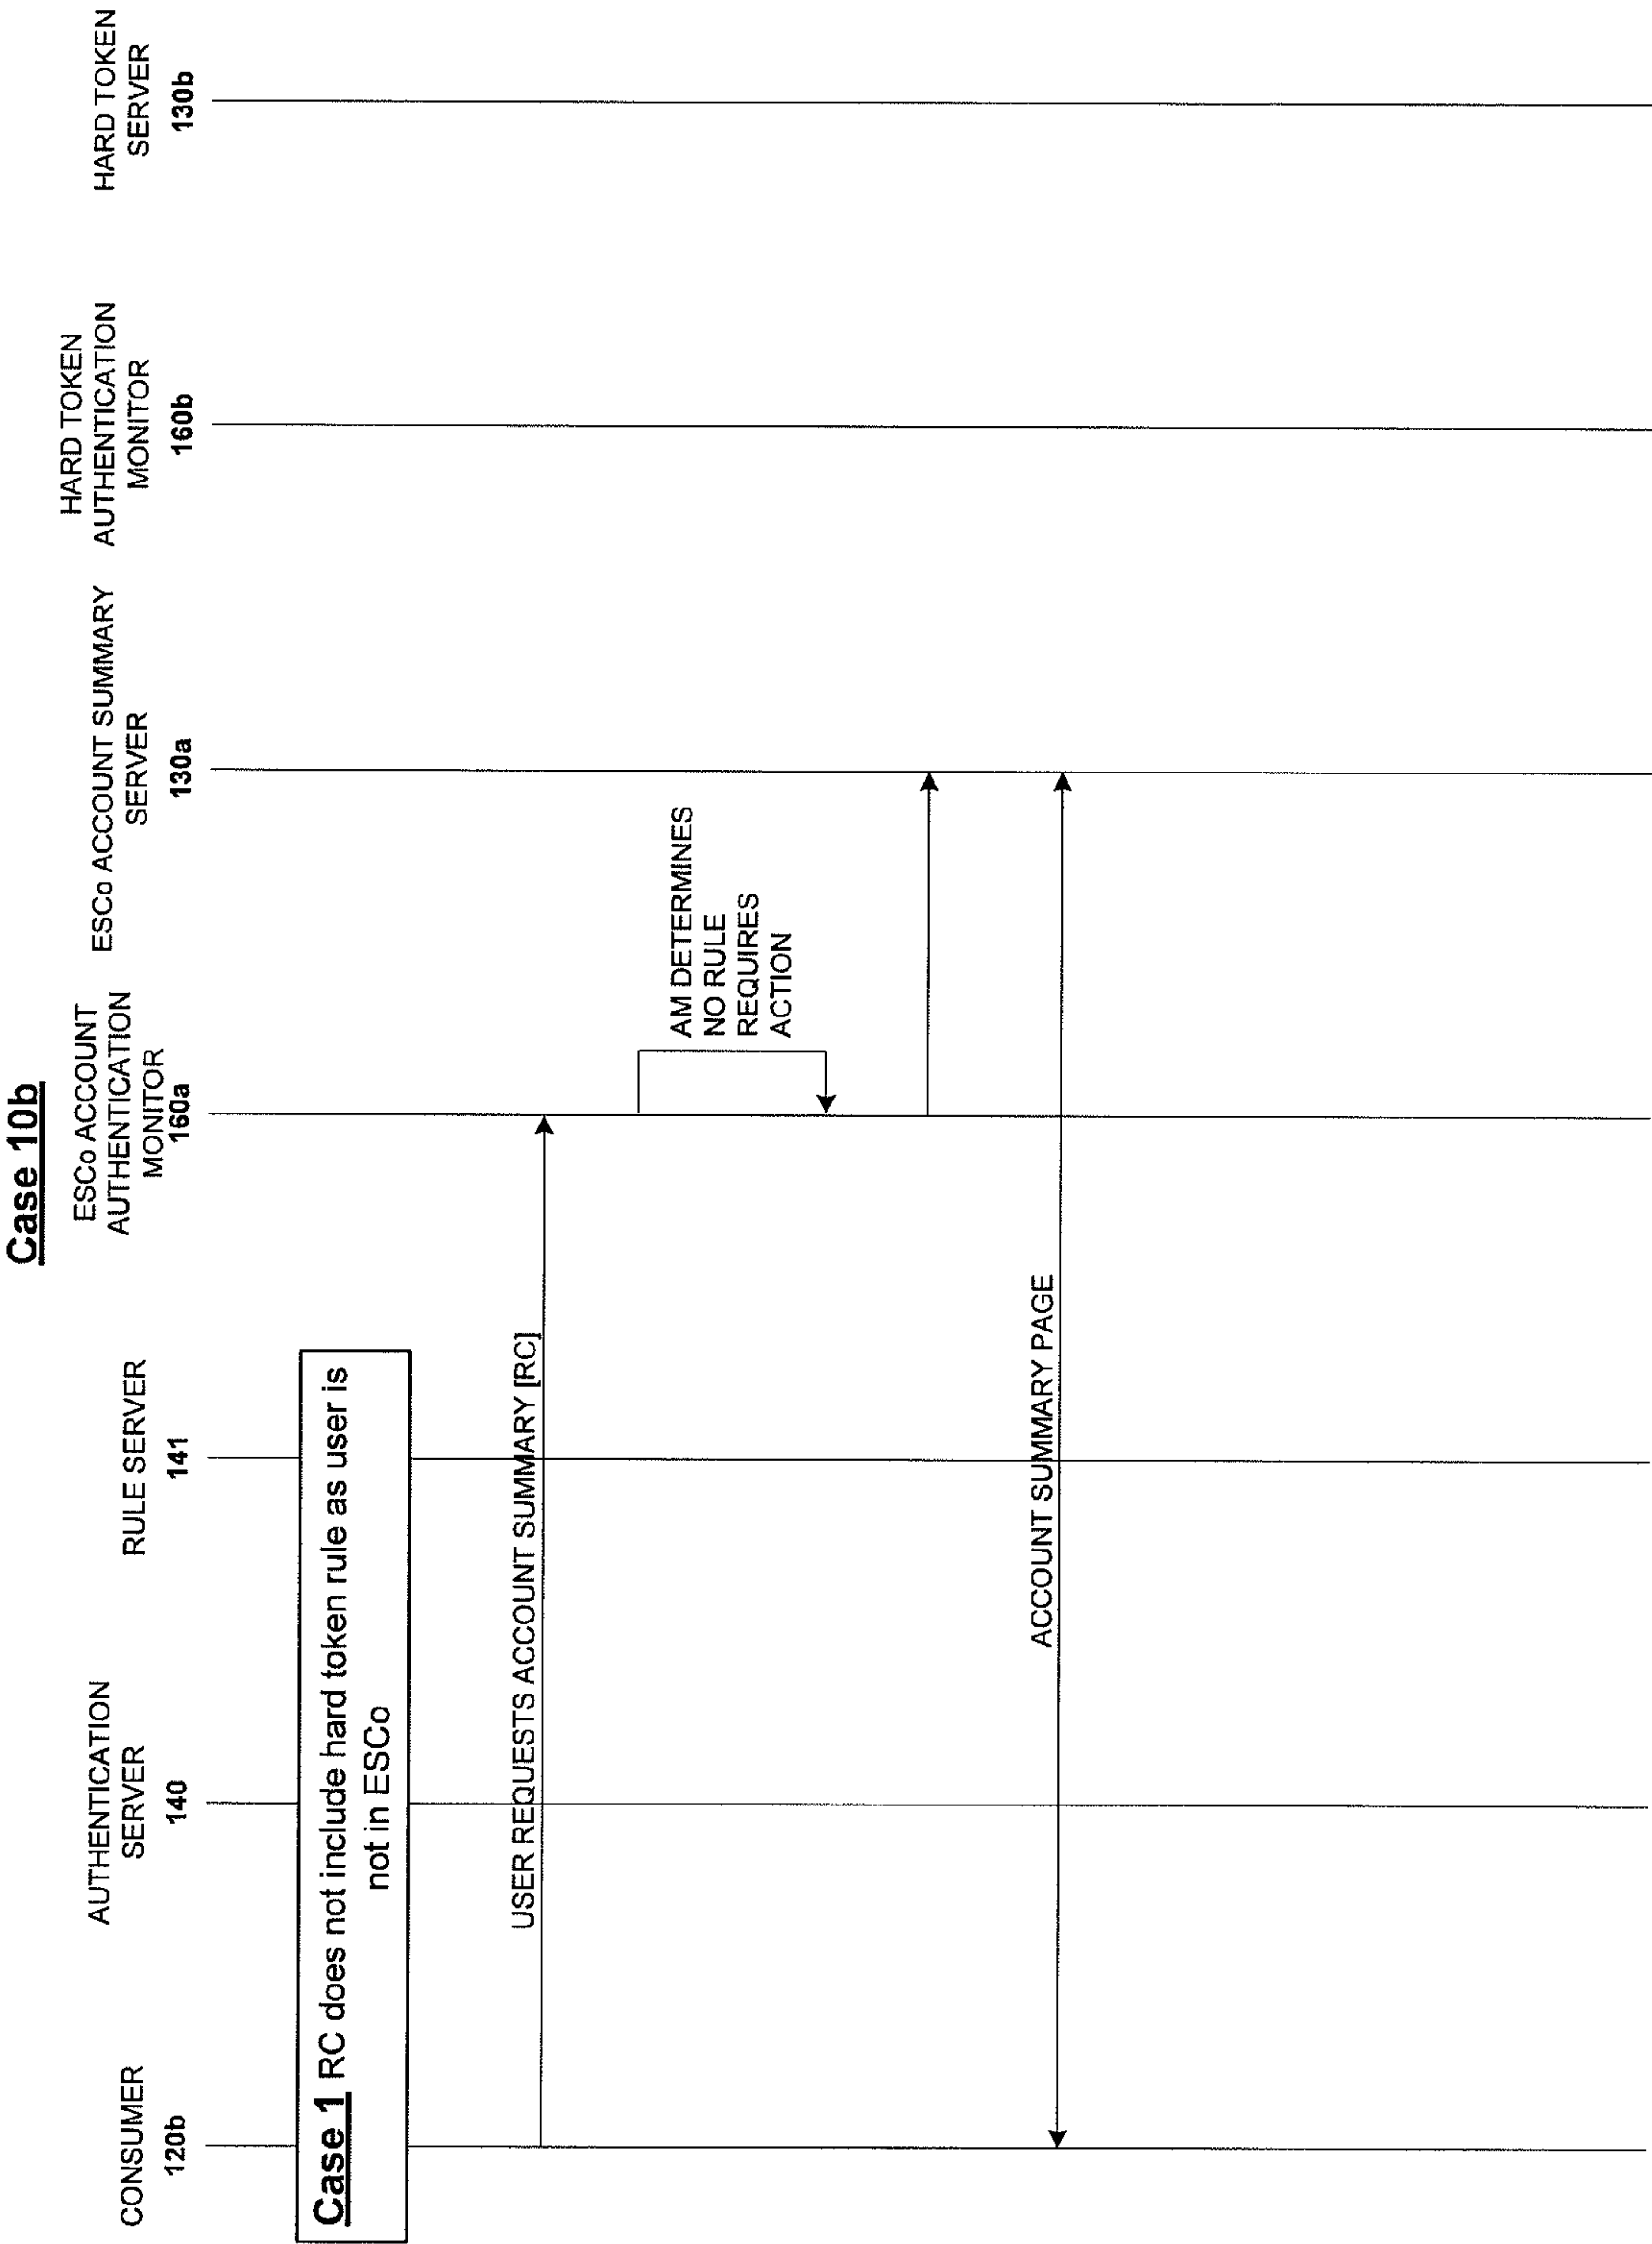 Case 10b
CONSUMER
120b
AUTHENTICATION
SERVER
140
RULE SERVER
141
ESCo ACCOUNT
AUTHENTICATION
MONITOR
160a
ESCo ACCOUNT SUMMARY
SERVER
130a
HARD TOKEN
AUTHENTICATION
MONITOR
160b
HARD TOKEN
SERVER
130b
Case 1 RC does not include hard token rule as user is
not in ESCo
USER REQUESTS ACCOUNT SUMMARY [RC]
AM DETERMINES
NO RULE
REQUIRES
ACTION
ACCOUNT SUMMARY PAGE